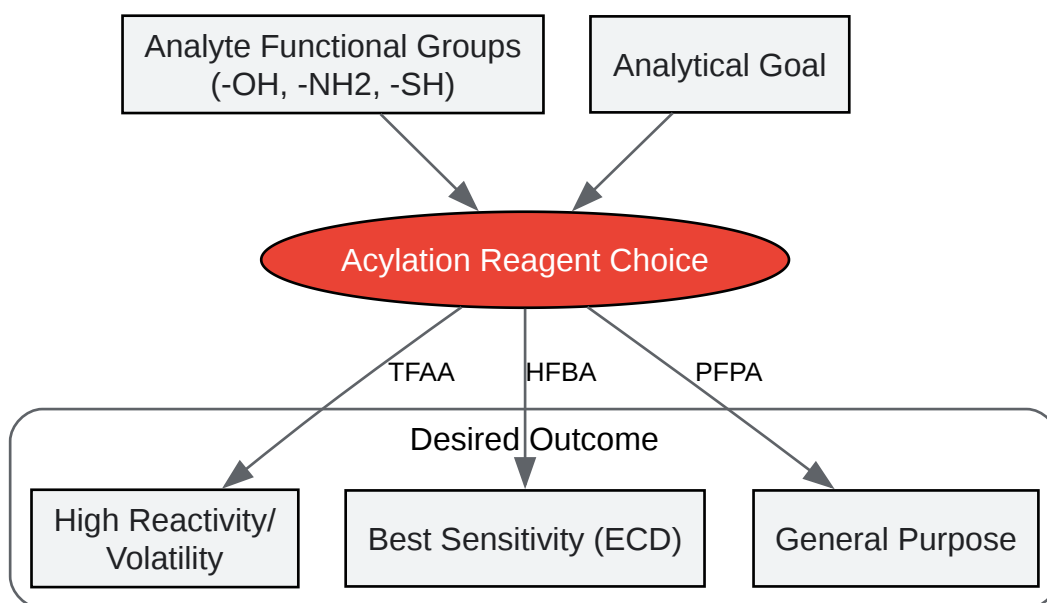 Analyte Functional Groups
(-OH, -NH2, -SH)
Analytical Goal
Acylation Reagent Choice
TFAA
HFBA
PFPA
Desired Outcome
High Reactivity/
Volatility
Best Sensitivity (ECD)
General Purpose